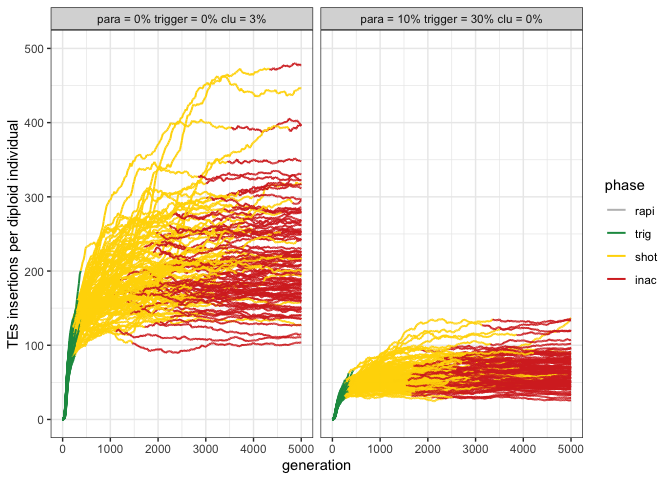 para = 0% trigger = 0% clu = 3%
para = 10% trigger = 30% clu = 0%
TEs insertions per diploid individual
500
400
300
200
100
0
0 1000 2000 3000 4000 5000
0 1000 2000 3000 4000 5000
generation
phase
rapi
trig
shot
inac